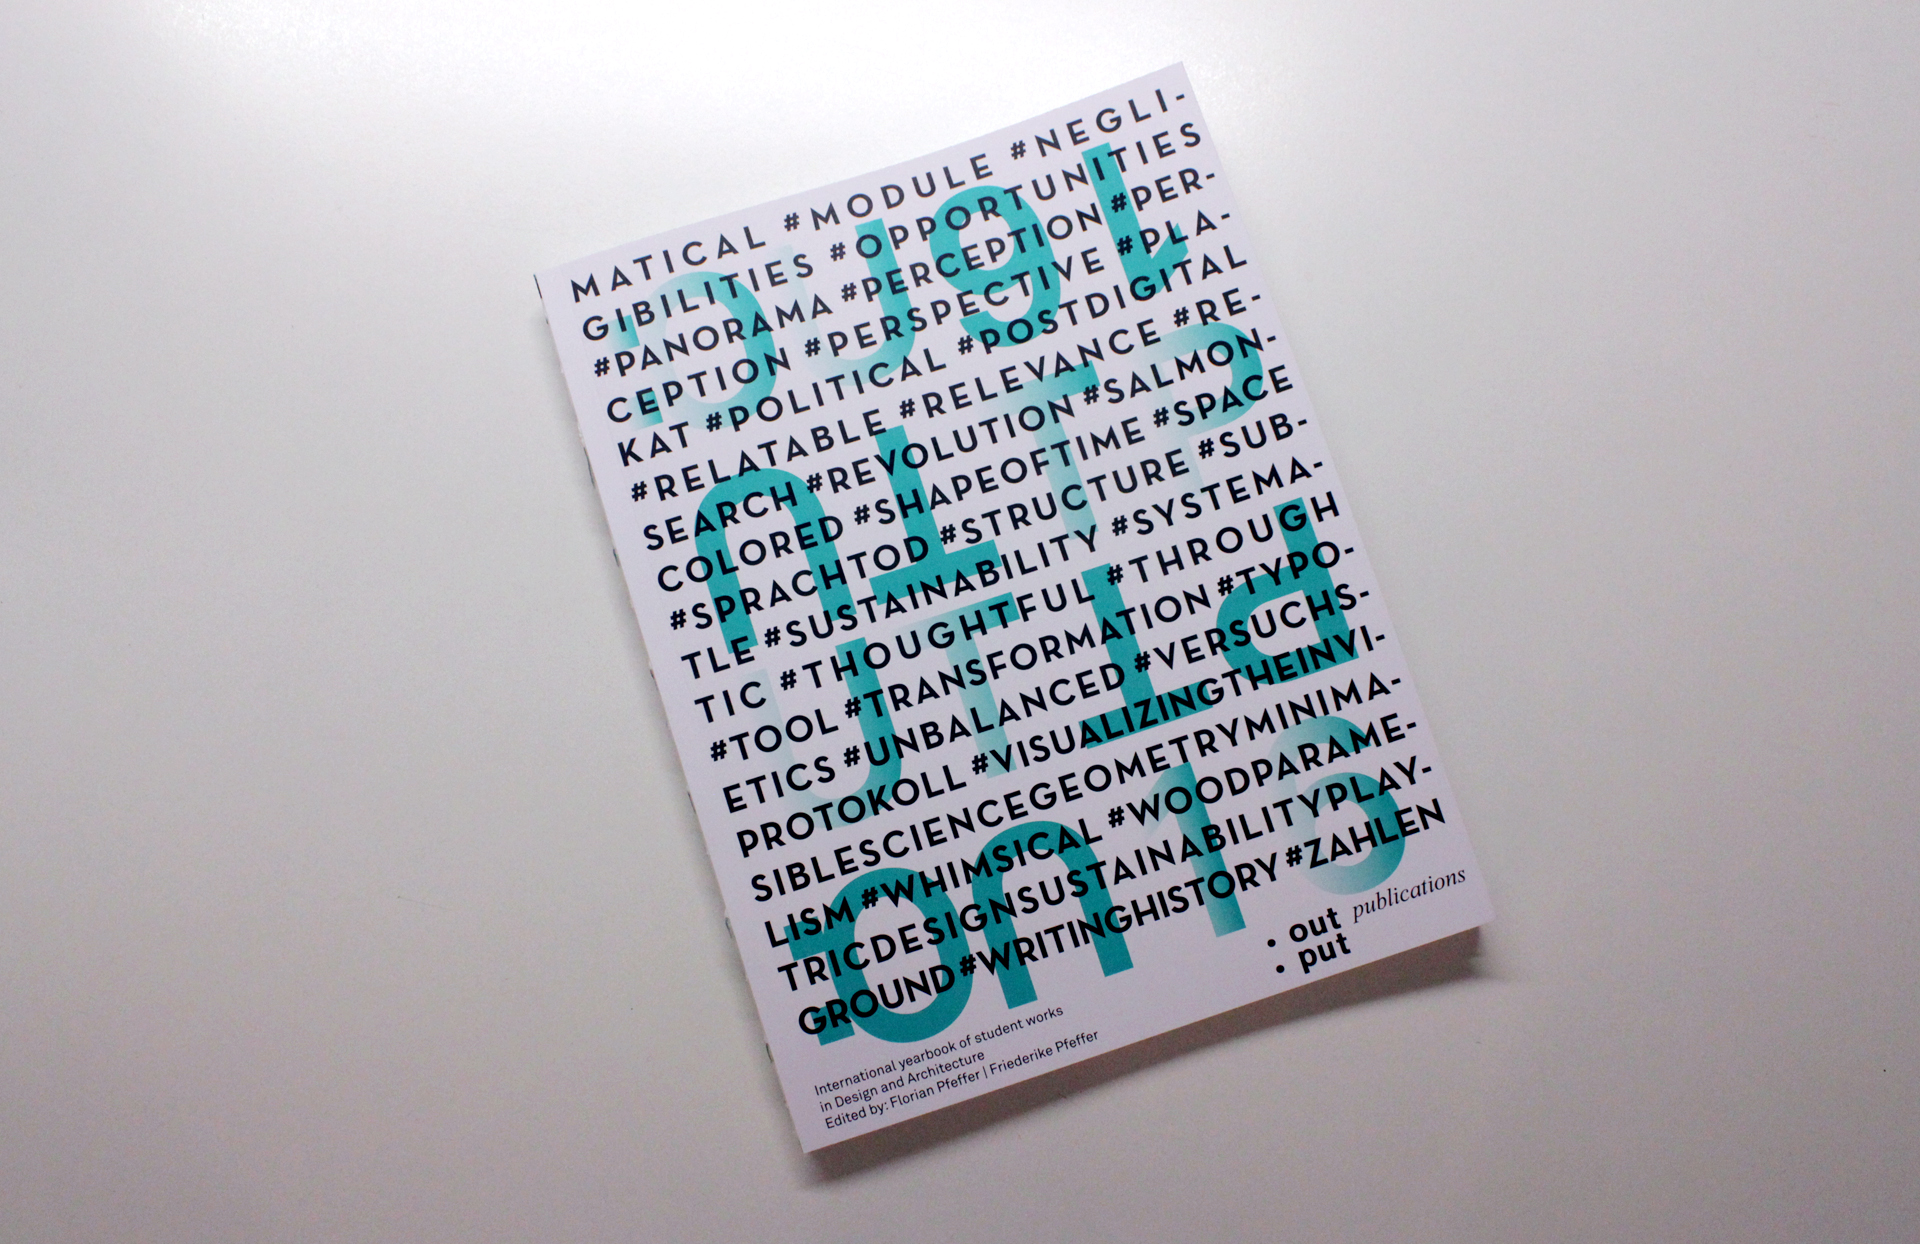 MATICAL #MODULE #NEGLI-
GIBILITIES #OPPORTUNITIES
#PANORAMA #PERCEPTION #PER-
CEPTION #PERSPECTIVE #PLA-
KAT #POLITICAL #POSTDIGITAL
#RELATABLE #RELEVANCE #RE-
SEARCH #REVOLUTION #SALMON-
COLORED #SHAPEOFTIME #SPACE
#SPRACHTOD #STRUCTURE #SUB-
TLE #SUSTAINABILITY #SYSTEMA-
TIC #THOUGHTFUL #THROUGH
#TOOL #TRANSFORMATION #TYPO-
ETICS #UNBALANCED #VERSUCHS-
PROTOKOLL #VISUALIZINGTHEINVI-
SIBLESCIENCEGEOMETRYMINIMA-
LISM #WHIMSICAL #WOODPARAME-
TRICDESIGNSUSTAINABILITYPLAY-
GROUND #WRITINGHISTORY #ZAHLEN
: out publications
: put
International yearbook of student works
in Design and Architecture
Edited by: Florian Pfeffer | Friederike Pfeffer